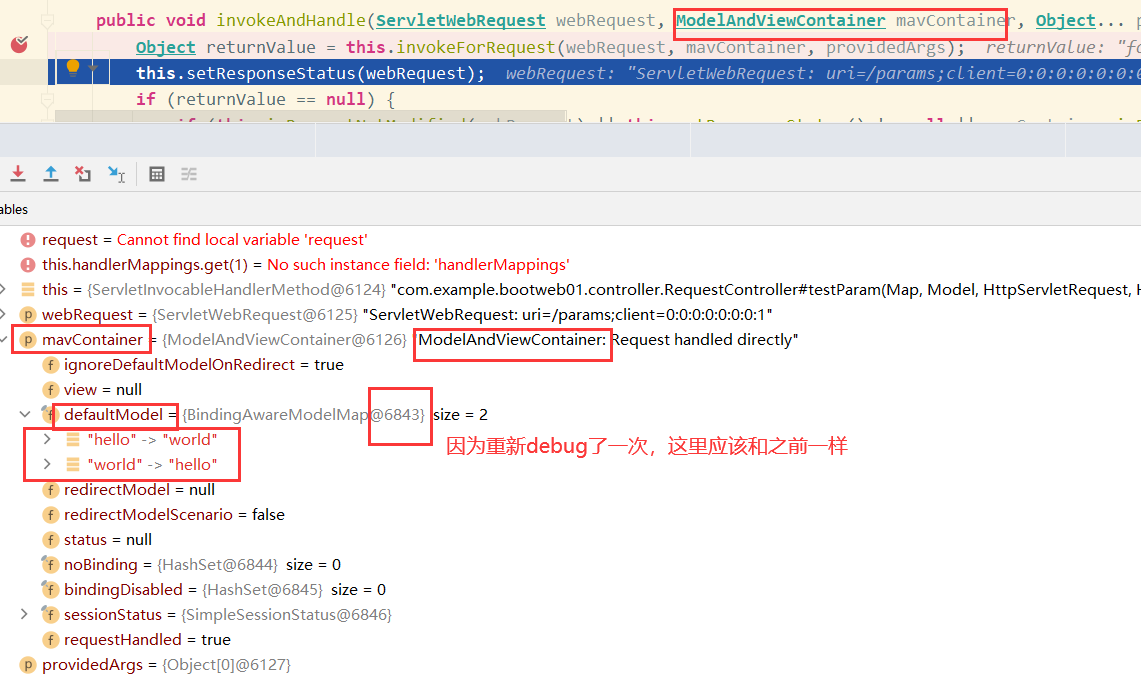 public void invokeAndHandle(ServletWebRequest webRequest, ModelAndViewContainer mavContainer, Object... p
Object returnValue = this.invokeForRequest(webRequest, mavContainer, providedArgs); returnValue: "fo
this.setResponseStatus(webRequest); webRequest: "ServletWebRequest: uri=/params;client=0:0:0:0:0:0:0
if (returnValue == null) {
ables
request = Cannot find local variable 'request'
this.handlerMappings.get(1) = No such instance field: 'handlerMappings'
this = {ServletInvocableHandlerMethod@6124} "com.example.bootweb01.controller.RequestController#testParam(Map, Model, HttpServletRequest, H
webRequest = {ServletWebRequest@6125} "ServletWebRequest: uri=/params;client=0:0:0:0:0:0:0:1"
mavContainer = {ModelAndViewContainer@6126} "ModelAndViewContainer: Request handled directly"
ignoreDefaultModelOnRedirect = true
view = null
defaultModel = {BindingAwareModelMap@6843} size = 2
"hello" -> "world"
因为重新debug了一次，这里应该和之前一样
"world" -> "hello"
redirectModel = null
redirectModelScenario = false
status = null
noBinding = {HashSet@6844} size = 0
bindingDisabled = {HashSet@6845} size = 0
sessionStatus = {SimpleSessionStatus@6846}
requestHandled = true
providedArgs = {Object[0]@6127}